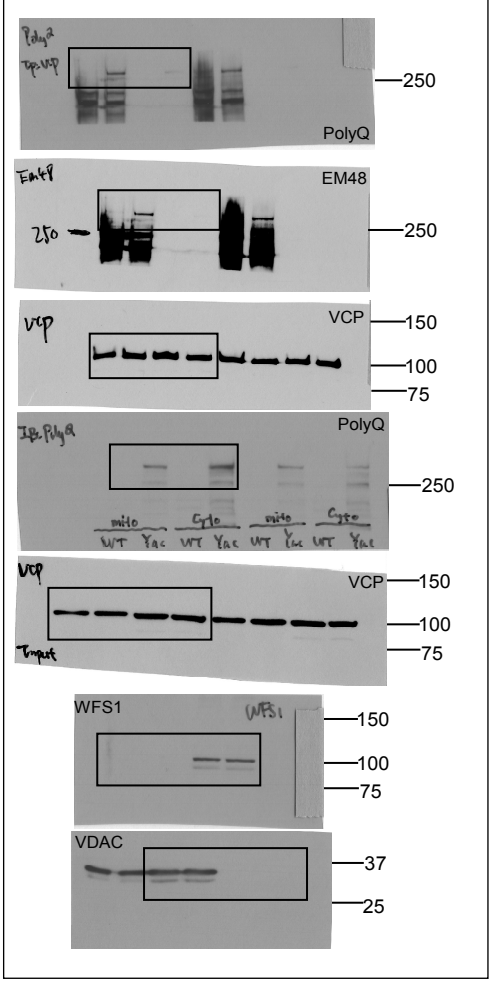 Poly Q
250
PolyQ
Em48
EM48
250
250
VCP
VCP
150
100
75
IB: PolyQ
PolyQ
250
mito Cyto mito Cyto
WT Yac WT Yac WT Yac WT Yac
VCP
VCP
150
100
75
Input
WFS1
WFS1
150
100
75
VDAC
37
25